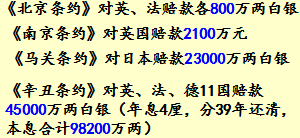 《北京条约》对英、法赔款各800万两白银
《南京条约》对英国赔款2100万元
《马关条约》对日本赔款23000万两白银
《辛丑条约》对英、法、德11国赔款
45000万两白银（年息4厘，分39年还清，
本息合计98200万两）